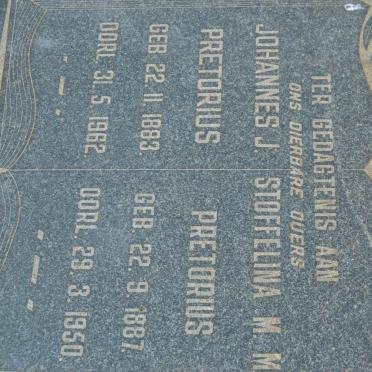 TER GEDAGTENIS AAN
ONS DIERBARE OUERS
JOHANNES J. STOFFELINA M. M
PRETORIUS PRETORIUS
GEB. 22. 11. 1883. GEB. 22. 9. 1887.
OORL. 31. 5. 1962. OORL. 29. 3. 1950.